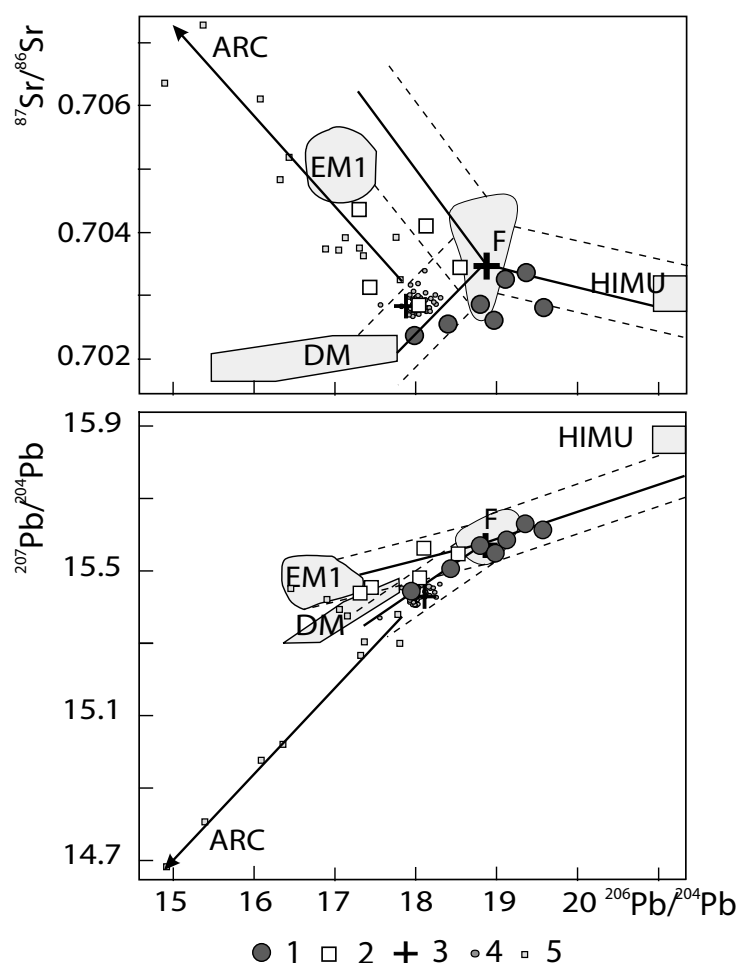 ⁸⁷Sr/⁸⁶Sr
ARC
0.706
EM1
0.704
F
HIMU
0.702
DM
15.9
HIMU
²⁰⁷Pb/²⁰⁴Pb
F
15.5
EM1
DM
15.1
ARC
14.7
15 16 17 18 19 20 ²⁰⁶Pb/²⁰⁴Pb
1 2 3 4 5